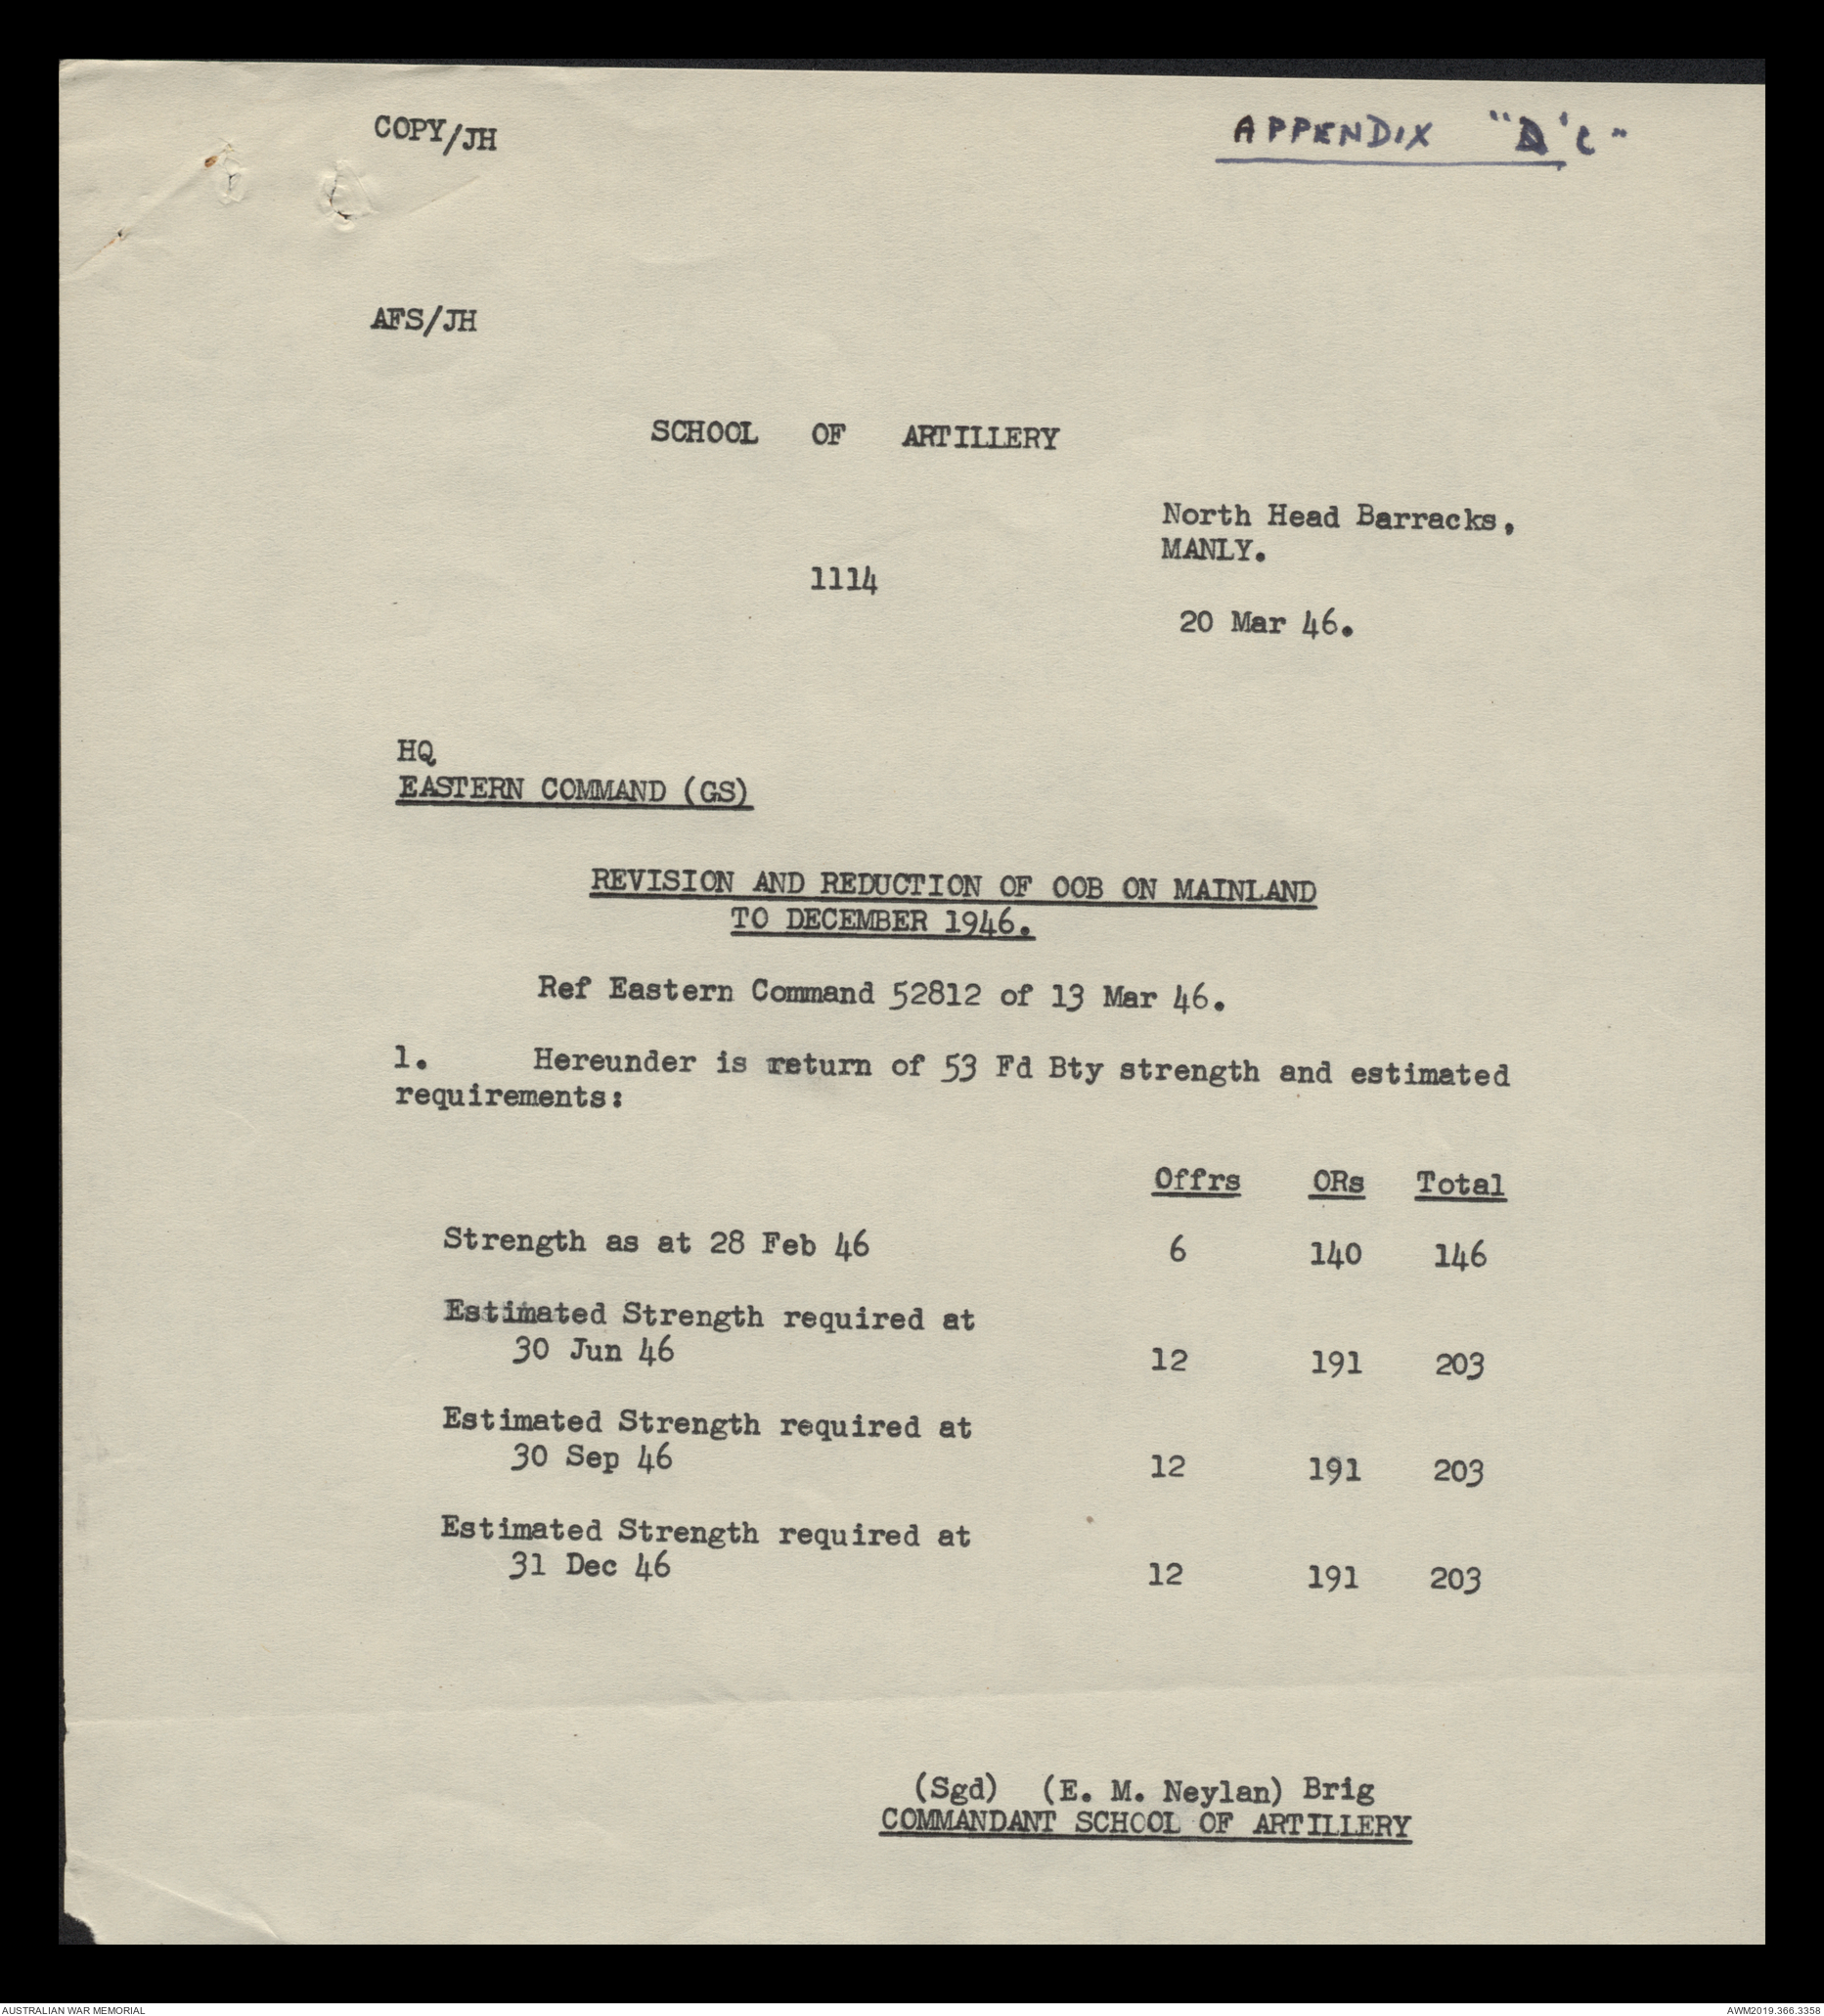 COPY/JH
APPENDIX "A' C"
AFS/JH
SCHOOL OF ARTILLERY
North Head Barracks,
MANLY.
1114
20 Mar 46.
HQ
EASTERN COMMAND (GS)
REVISION AND REDUCTION OF OOB ON MAINLAND
TO DECEMBER 1946.
Ref Eastern Command 52812 of 13 Mar 46.
1. Hereunder is return of 53 Fd Bty strength and estimated
requirements:
Offrs ORs Total
Strength as at 28 Feb 46 6 140 146
Estimated Strength required at
30 Jun 46 12 191 203
Estimated Strength required at
30 Sep 46 12 191 203
Estimated Strength required at
31 Dec 46 12 191 203
(Sgd) (E. M. Neylan) Brig
COMMANDANT SCHOOL OF ARTILLERY
AUSTRALIAN WAR MEMORIAL AWM2019.366.3358